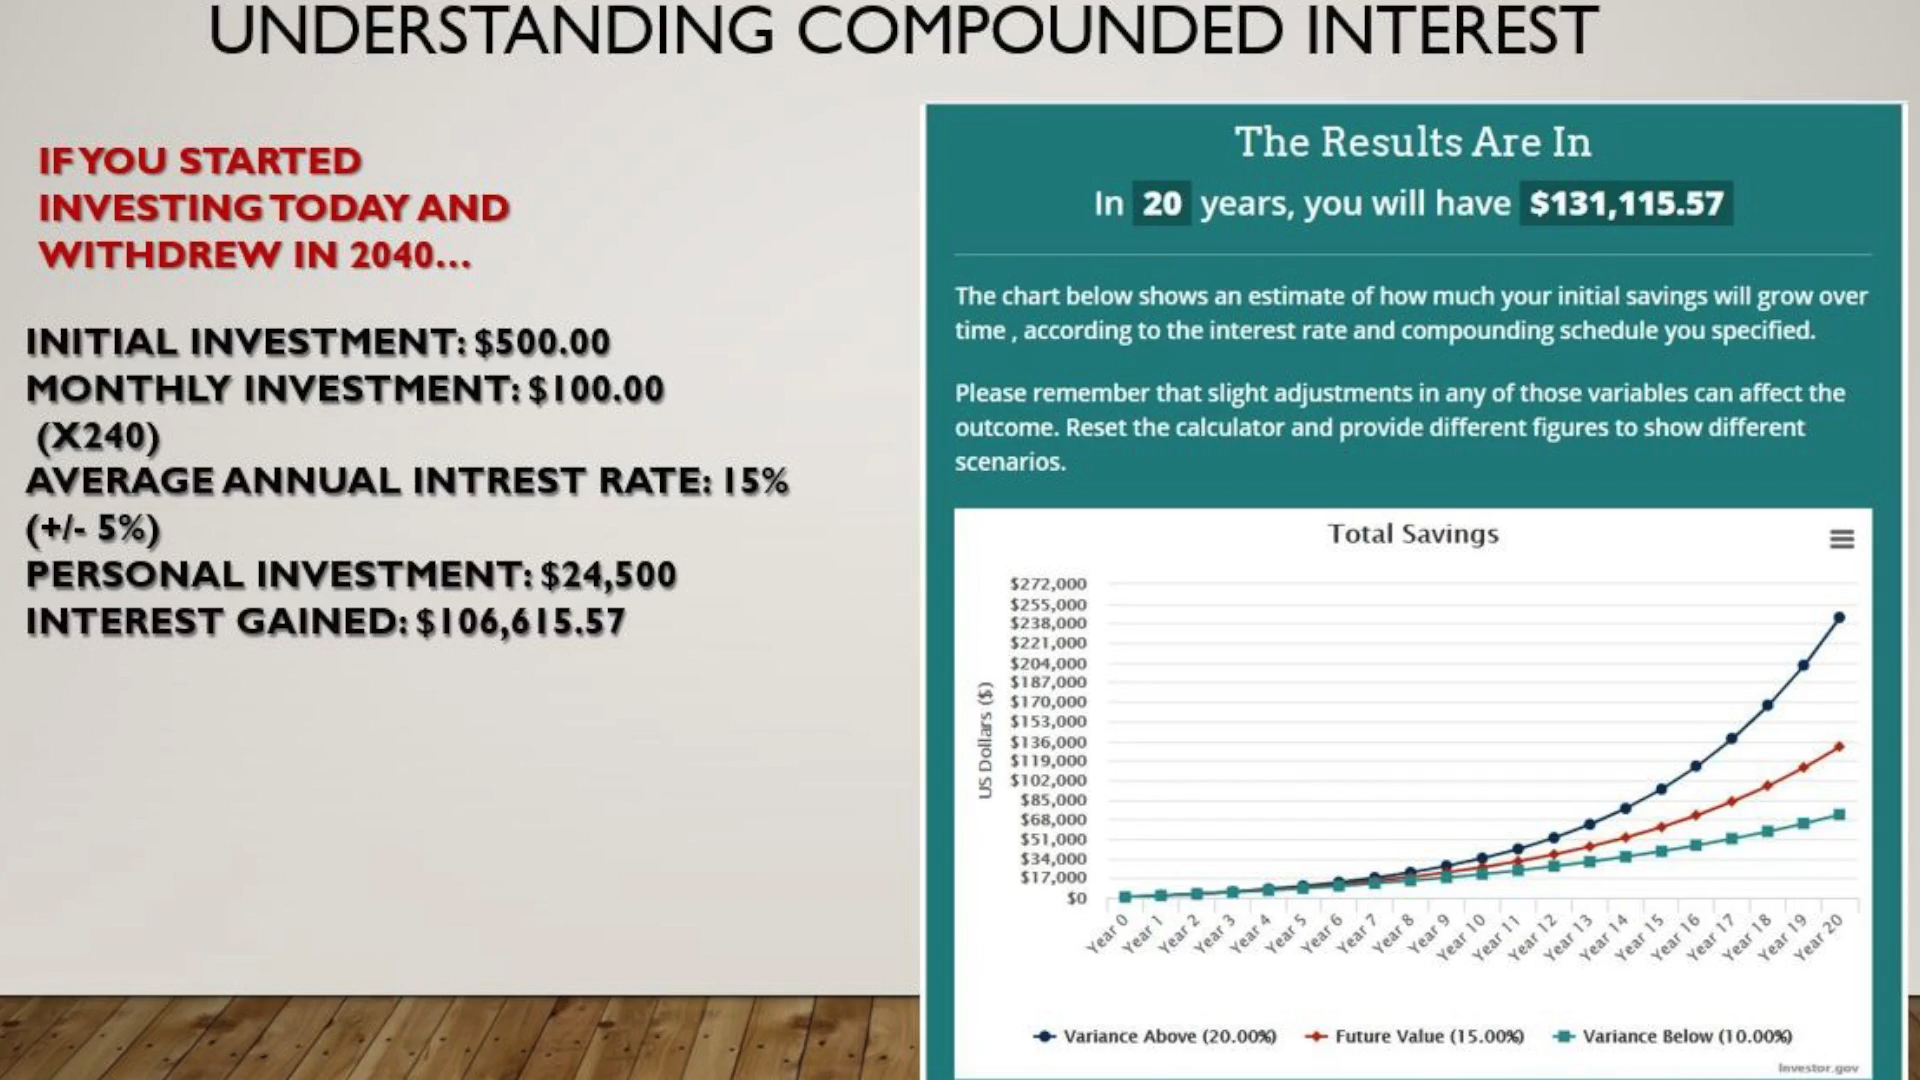 UNDERSTANDING COMPOUNDED INTEREST
IF YOU STARTED
INVESTING TODAY AND
WITHDREW IN 2040...
INITIAL INVESTMENT: $500.00
MONTHLY INVESTMENT: $100.00
(X240)
AVERAGE ANNUAL INTREST RATE: 15%
(+/- 5%)
PERSONAL INVESTMENT: $24,500
INTEREST GAINED: $106,615.57
The Results Are In
In 20 years, you will have $131,115.57
The chart below shows an estimate of how much your initial savings will grow over
time , according to the interest rate and compounding schedule you specified.
Please remember that slight adjustments in any of those variables can affect the
outcome. Reset the calculator and provide different figures to show different
scenarios.
Total Savings
US Dollars ($)
$272,000
$255,000
$238,000
$221,000
$204,000
$187,000
$170,000
$153,000
$136,000
$119,000
$102,000
$85,000
$68,000
$51,000
$34,000
$17,000
$0
Year 0 Year 1 Year 2 Year 3 Year 4 Year 5 Year 6 Year 7 Year 8 Year 9 Year 10 Year 11 Year 12 Year 13 Year 14 Year 15 Year 16 Year 17 Year 18 Year 19 Year 20
Variance Above (20.00%) Future Value (15.00%) Variance Below (10.00%)
Investor.gov